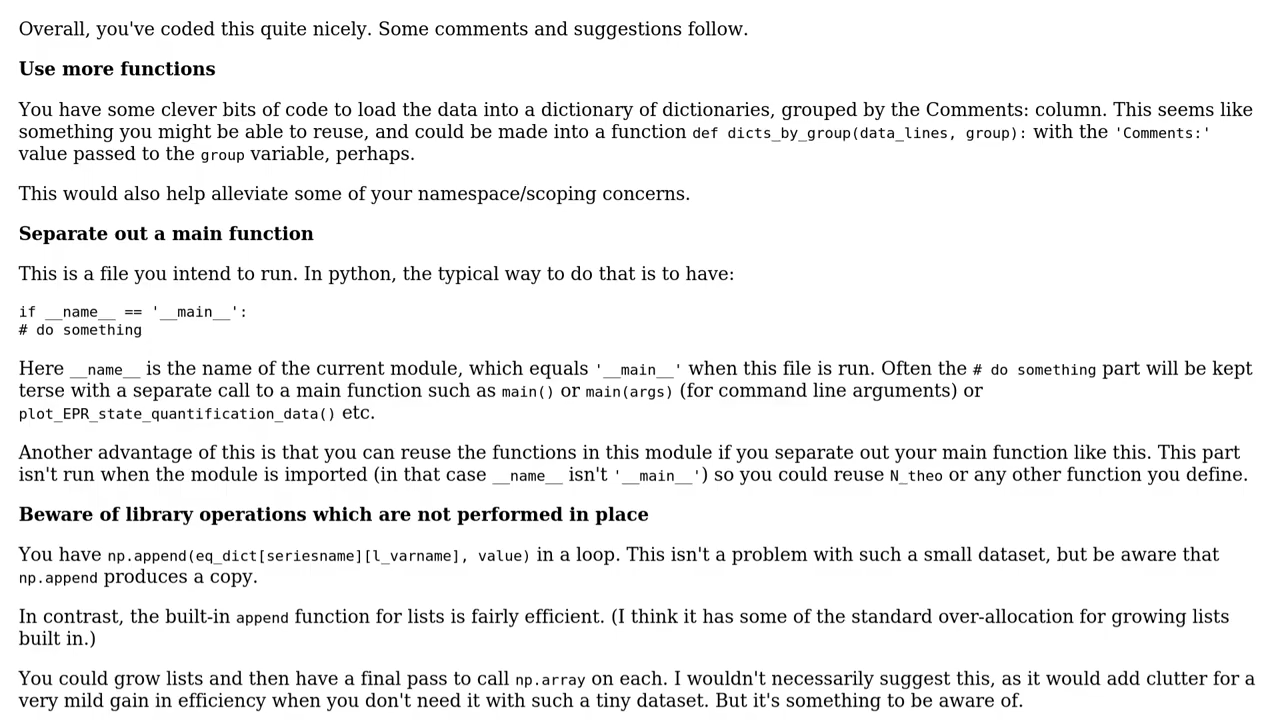 Overall, you've coded this quite nicely. Some comments and suggestions follow.
Use more functions
You have some clever bits of code to load the data into a dictionary of dictionaries, grouped by the Comments: column. This seems like
something you might be able to reuse, and could be made into a function def dicts_by_group(data_lines, group): with the 'Comments:'
value passed to the group variable, perhaps.
This would also help alleviate some of your namespace/scoping concerns.
Separate out a main function
This is a file you intend to run. In python, the typical way to do that is to have:
if __name__ == '__main__':
# do something
Here __name__ is the name of the current module, which equals '__main__' when this file is run. Often the # do something part will be kept
terse with a separate call to a main function such as main() or main(args) (for command line arguments) or
plot_EPR_state_quantification_data() etc.
Another advantage of this is that you can reuse the functions in this module if you separate out your main function like this. This part
isn't run when the module is imported (in that case __name__ isn't '__main__') so you could reuse N_theo or any other function you define.
Beware of library operations which are not performed in place
You have np.append(eq_dict[seriesname][l_varname], value) in a loop. This isn't a problem with such a small dataset, but be aware that
np.append produces a copy.
In contrast, the built-in append function for lists is fairly efficient. (I think it has some of the standard over-allocation for growing lists
built in.)
You could grow lists and then have a final pass to call np.array on each. I wouldn't necessarily suggest this, as it would add clutter for a
very mild gain in efficiency when you don't need it with such a tiny dataset. But it's something to be aware of.